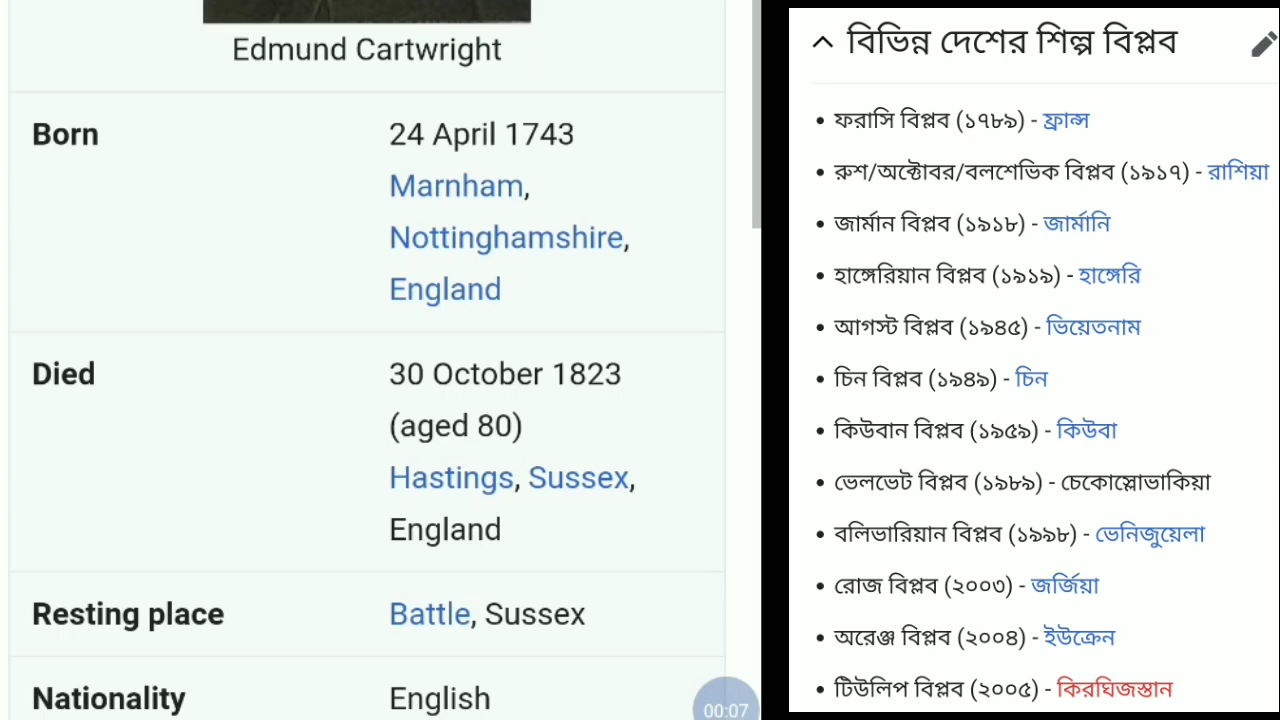 Edmund Cartwright
Born
24 April 1743
Marnham,
Nottinghamshire,
England
Died
30 October 1823
(aged 80)
Hastings, Sussex,
England
Resting place
Battle, Sussex
Nationality
English
00:07
বিভিন্ন দেশের শিল্প বিপ্লব
• ফরাসি বিপ্লব (১৭৮৯) - ফ্রান্স
• রুশ/অক্টোবর/বলশেভিক বিপ্লব (১৯১৭) - রাশিয়া
• জার্মান বিপ্লব (১৯১৮) - জার্মানি
• হাঙ্গেরিয়ান বিপ্লব (১৯১৯) - হাঙ্গেরি
• আগস্ট বিপ্লব (১৯৪৫) - ভিয়েতনাম
• চিন বিপ্লব (১৯৪৯) - চিন
• কিউবান বিপ্লব (১৯৫৯) - কিউবা
• ভেলভেট বিপ্লব (১৯৮৯) - চেকোস্লোভাকিয়া
• বলিভারিয়ান বিপ্লব (১৯৯৮) - ভেনিজুয়েলা
• রোজ বিপ্লব (২০০৩) - জর্জিয়া
• অরেঞ্জ বিপ্লব (২০০৪) - ইউক্রেন
• টিউলিপ বিপ্লব (২০০৫) - কিরঘিজস্তান